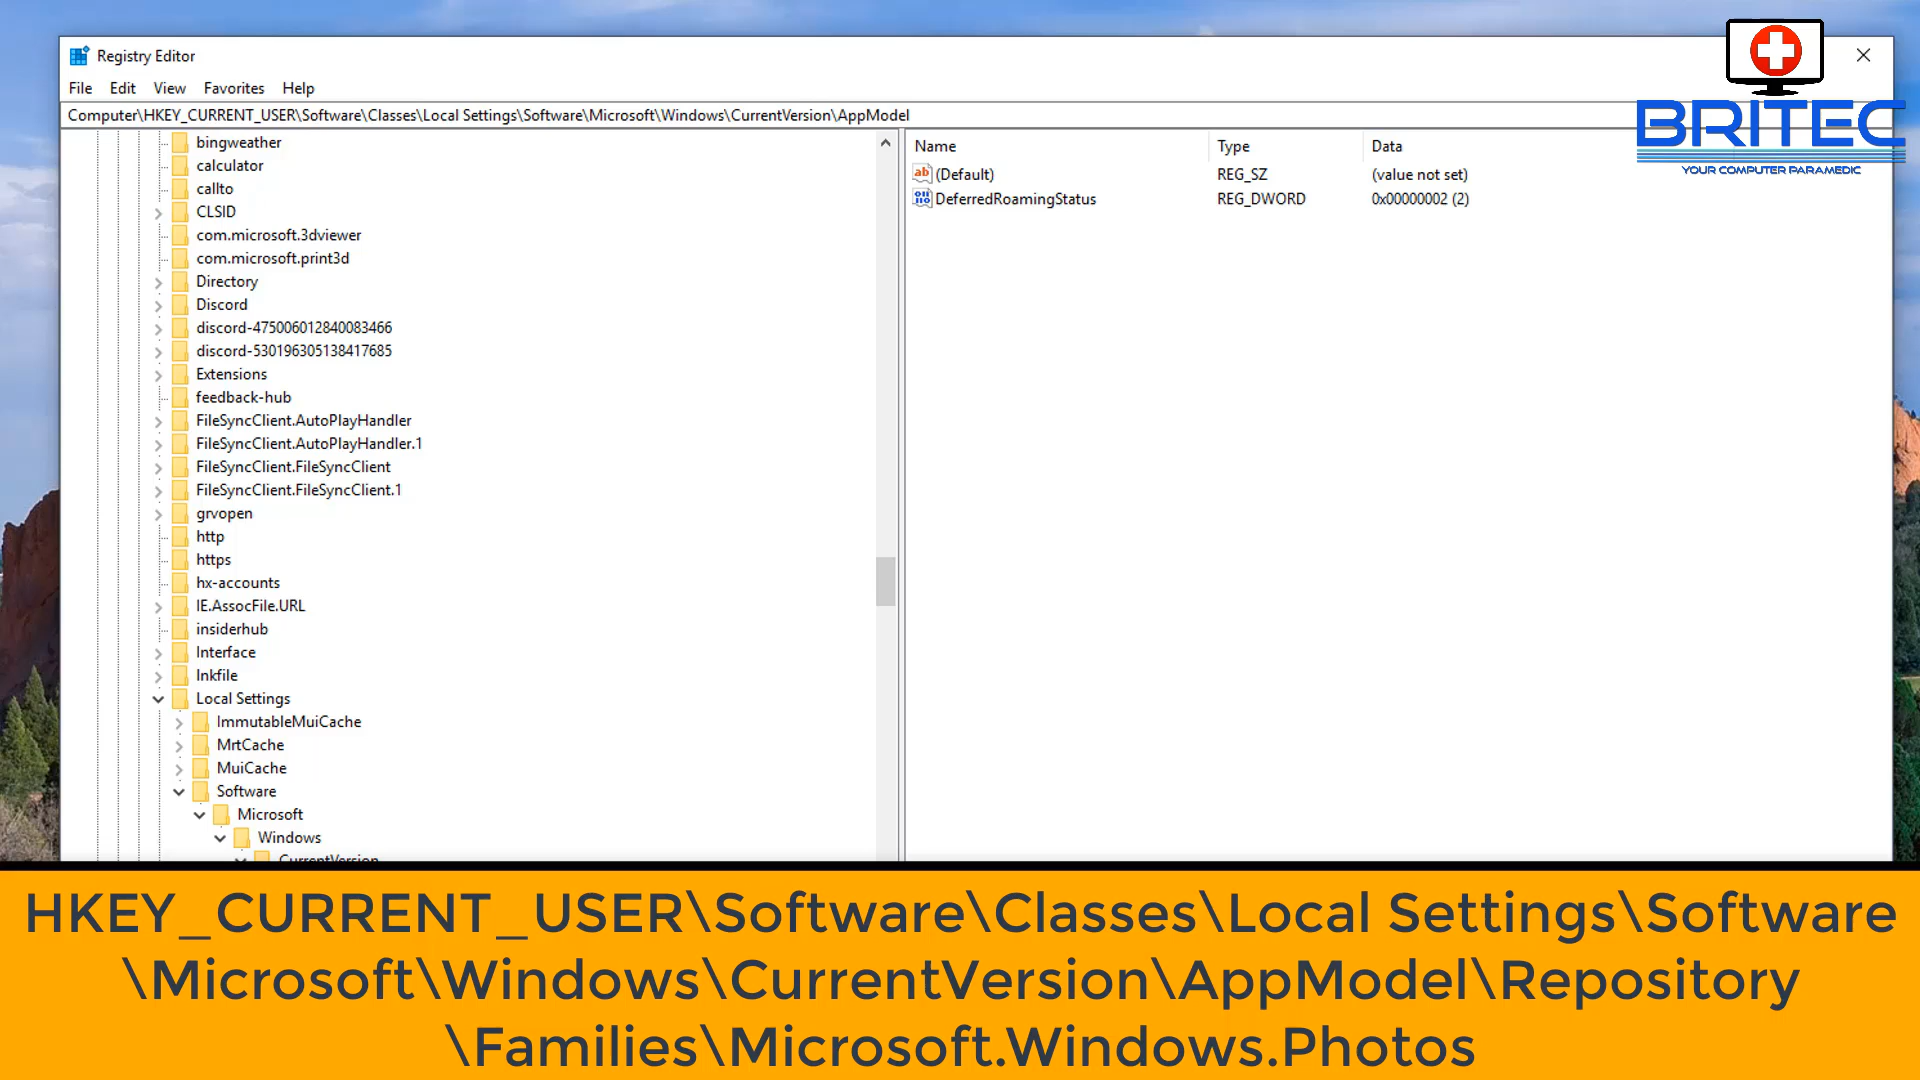 Registry Editor
File Edit View Favorites Help
Computer\HKEY_CURRENT_USER\Software\Classes\Local Settings\Software\Microsoft\Windows\CurrentVersion\AppModel
bingweather
calculator
callto
CLSID
com.microsoft.3dviewer
com.microsoft.print3d
Directory
Discord
discord-475006012840083466
discord-530196305138417685
Extensions
feedback-hub
FileSyncClient.AutoPlayHandler
FileSyncClient.AutoPlayHandler.1
FileSyncClient.FileSyncClient
FileSyncClient.FileSyncClient.1
grvopen
http
https
hx-accounts
IE.AssocFile.URL
insiderhub
Interface
lnkfile
Local Settings
ImmutableMuiCache
MrtCache
MuiCache
Software
Microsoft
Windows
CurrentVersion
Name Type Data
(Default) REG_SZ (value not set)
DeferredRoamingStatus REG_DWORD 0x00000002 (2)
BRITEC
YOUR COMPUTER PARAMEDIC
HKEY_CURRENT_USER\Software\Classes\Local Settings\Software
\Microsoft\Windows\CurrentVersion\AppModel\Repository
\Families\Microsoft.Windows.Photos